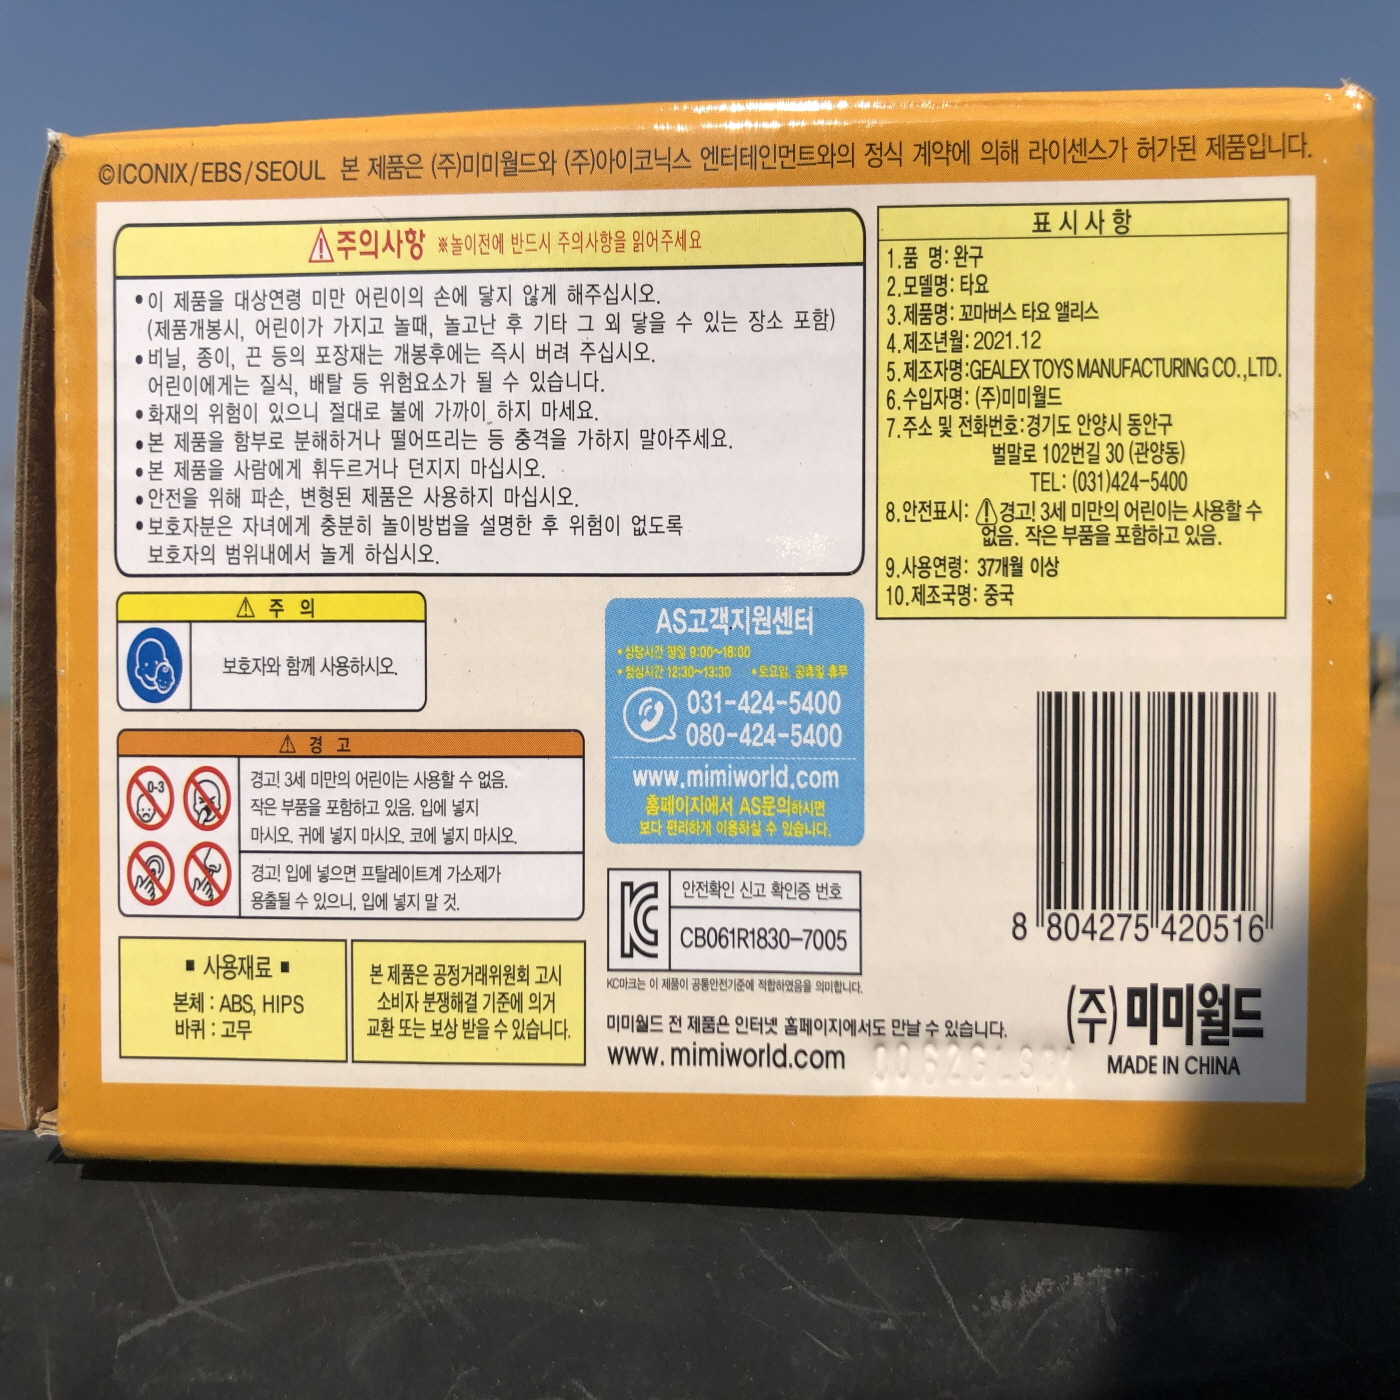 ©ICONIX/EBS/SEOUL 본 제품은 (주)미미월드와 (주)아이코닉스 엔터테인먼트와의 정식 계약에 의해 라이센스가 허가된 제품입니다.
주의사항 ※놀이전에 반드시 주의사항을 읽어주세요
•이 제품을 대상연령 미만 어린이의 손에 닿지 않게 해주십시오.
(제품개봉시, 어린이가 가지고 놀때, 놀고난 후 기타 그 외 닿을 수 있는 장소 포함)
•비닐, 종이, 끈 등의 포장재는 개봉후에는 즉시 버려 주십시오.
어린이에게는 질식, 배탈 등 위험요소가 될 수 있습니다.
•화재의 위험이 있으니 절대로 불에 가까이 하지 마세요.
•본 제품을 함부로 분해하거나 떨어뜨리는 등 충격을 가하지 말아주세요.
•본 제품을 사람에게 휘두르거나 던지지 마십시오.
•안전을 위해 파손, 변형된 제품은 사용하지 마십시오.
•보호자분은 자녀에게 충분히 놀이방법을 설명한 후 위험이 없도록
보호자의 범위내에서 놀게 하십시오.
표시사항
1.품 명: 완구
2.모델명: 타요
3.제품명: 꼬마버스 타요 앨리스
4.제조년월: 2021.12
5.제조자명:GEALEX TOYS MANUFACTURING CO.,LTD.
6.수입자명: (주)미미월드
7.주소 및 전화번호:경기도 안양시 동안구
벌말로 102번길 30 (관양동)
TEL: (031)424-5400
8.안전표시: 경고! 3세 미만의 어린이는 사용할 수
없음. 작은 부품을 포함하고 있음.
9.사용연령: 37개월 이상
10.제조국명: 중국
주 의
보호자와 함께 사용하시오.
경 고
0-3
경고! 3세 미만의 어린이는 사용할 수 없음.
작은 부품을 포함하고 있음. 입에 넣지
마시오. 귀에 넣지 마시오. 코에 넣지 마시오.
경고! 입에 넣으면 프탈레이트계 가소제가
용출될 수 있으니, 입에 넣지 말 것.
■ 사용재료 ■
본체 : ABS, HIPS
바퀴 : 고무
본 제품은 공정거래위원회 고시
소비자 분쟁해결 기준에 의거
교환 또는 보상 받을 수 있습니다.
AS고객지원센터
•상담시간 평일 9:00~18:00
•점심시간 12:30~13:30 •토요일, 공휴일 휴무
031-424-5400
080-424-5400
www.mimiworld.com
홈페이지에서 AS문의하시면
보다 편리하게 이용하실 수 있습니다.
안전확인 신고 확인증 번호
CB061R1830-7005
KC마크는 이 제품이 공통안전기준에 적합하였음을 의미합니다.
미미월드 전 제품은 인터넷 홈페이지에서도 만날 수 있습니다.
www.mimiworld.com
8 804275 420516
(주) 미미월드
MADE IN CHINA